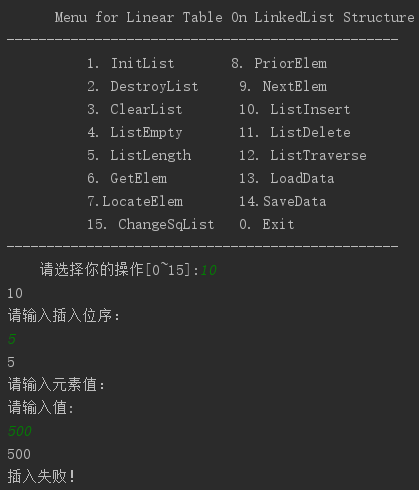 Menu for Linear Table On LinkedList Structure
-------------------------------------------------
1. InitList 8. PriorElem
2. DestroyList 9. NextElem
3. ClearList 10. ListInsert
4. ListEmpty 11. ListDelete
5. ListLength 12. ListTraverse
6. GetElem 13. LoadData
7.LocateElem 14.SaveData
15. ChangeSqList 0. Exit
-------------------------------------------------
请选择你的操作[0~15]:10
10
请输入插入位序：
5
5
请输入元素值：
请输入值:
500
500
插入失败!